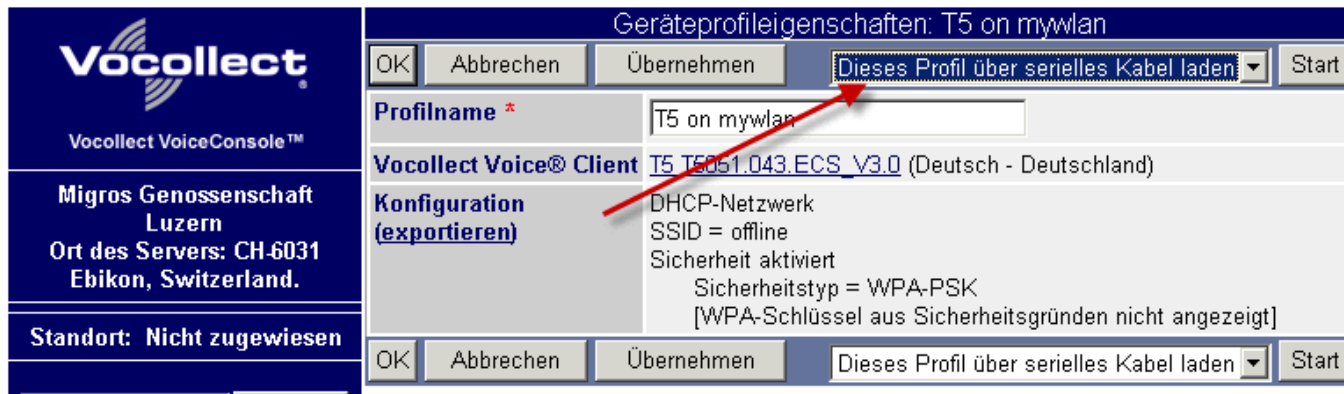 Vocollect
Vocollect VoiceConsole™
Migros Genossenschaft
Luzern
Ort des Servers: CH-6031
Ebikon, Switzerland.
Standort: Nicht zugewiesen
Geräteprofileigenschaften: T5 on mywlan
OK Abbrechen Übernehmen Dieses Profil über serielles Kabel laden Start
Profilname * T5 on mywlan
Vocollect Voice® Client T5_T5051.043.ECS_V3.0 (Deutsch - Deutschland)
Konfiguration DHCP-Netzwerk
(exportieren) SSID = offline
Sicherheit aktiviert
Sicherheitstyp = WPA-PSK
[WPA-Schlüssel aus Sicherheitsgründen nicht angezeigt]
OK Abbrechen Übernehmen Dieses Profil über serielles Kabel laden Start